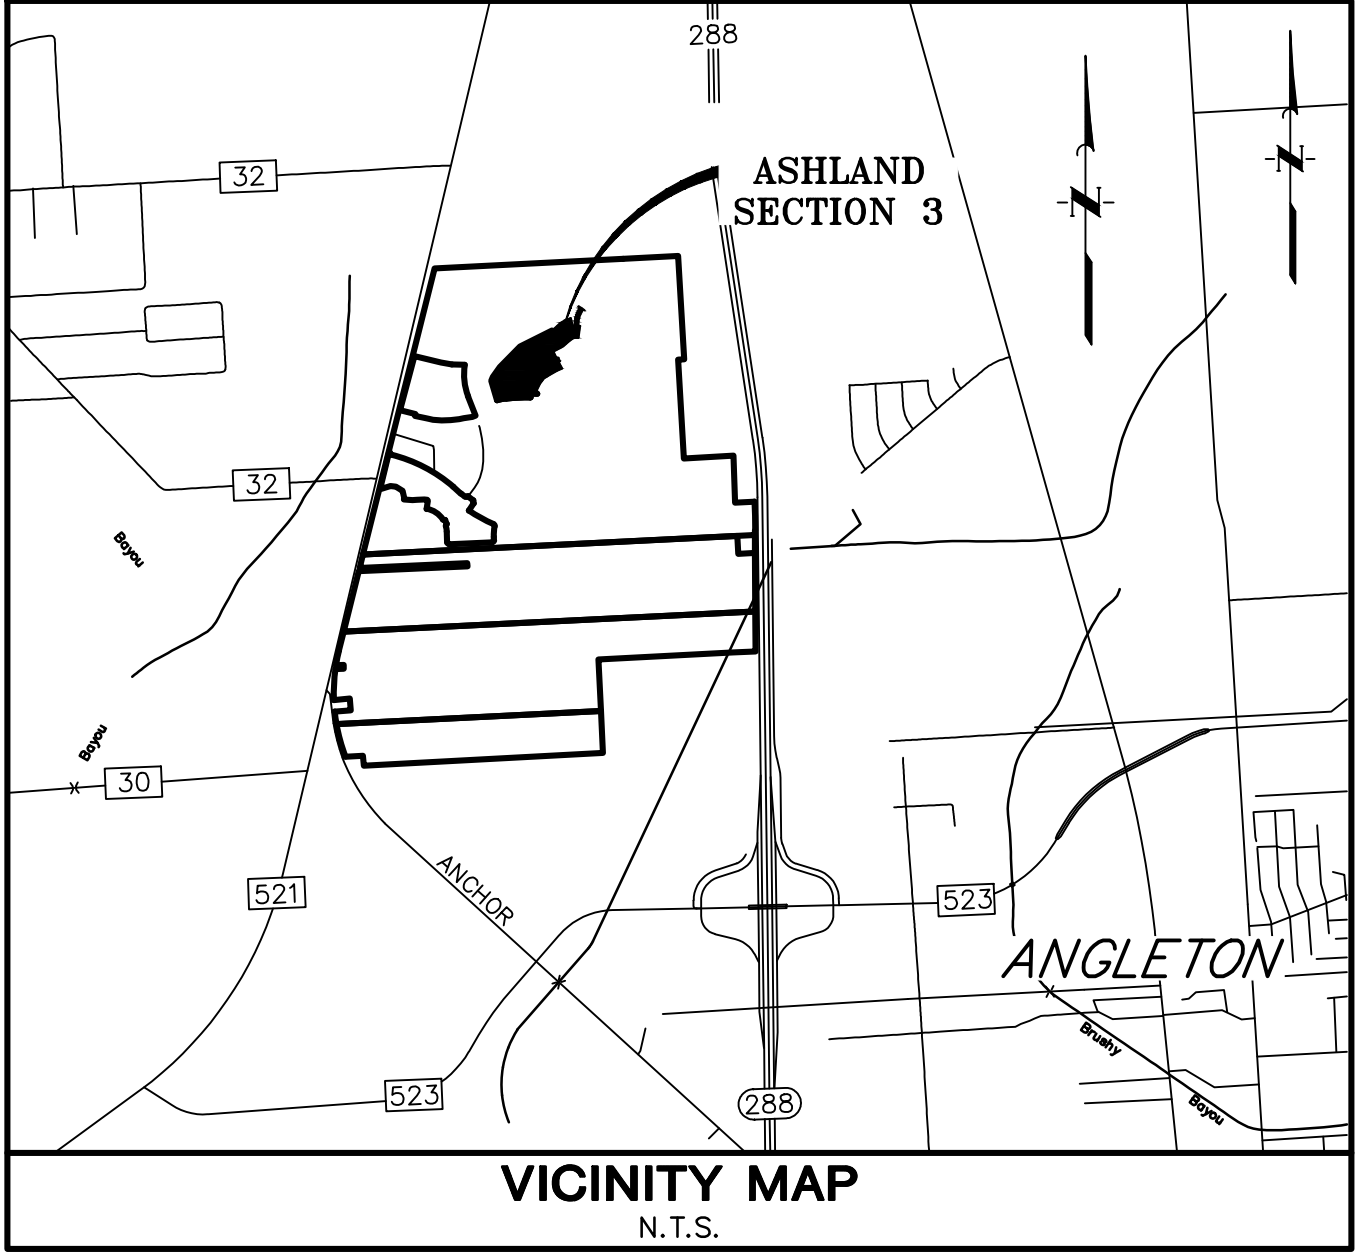 288
ASHLAND
SECTION 3
32
N
N
32
Bayou
Bayou
30
521
ANCHOR
523
ANGLETON
Brushy
Bayou
523
288
VICINITY MAP
N.T.S.